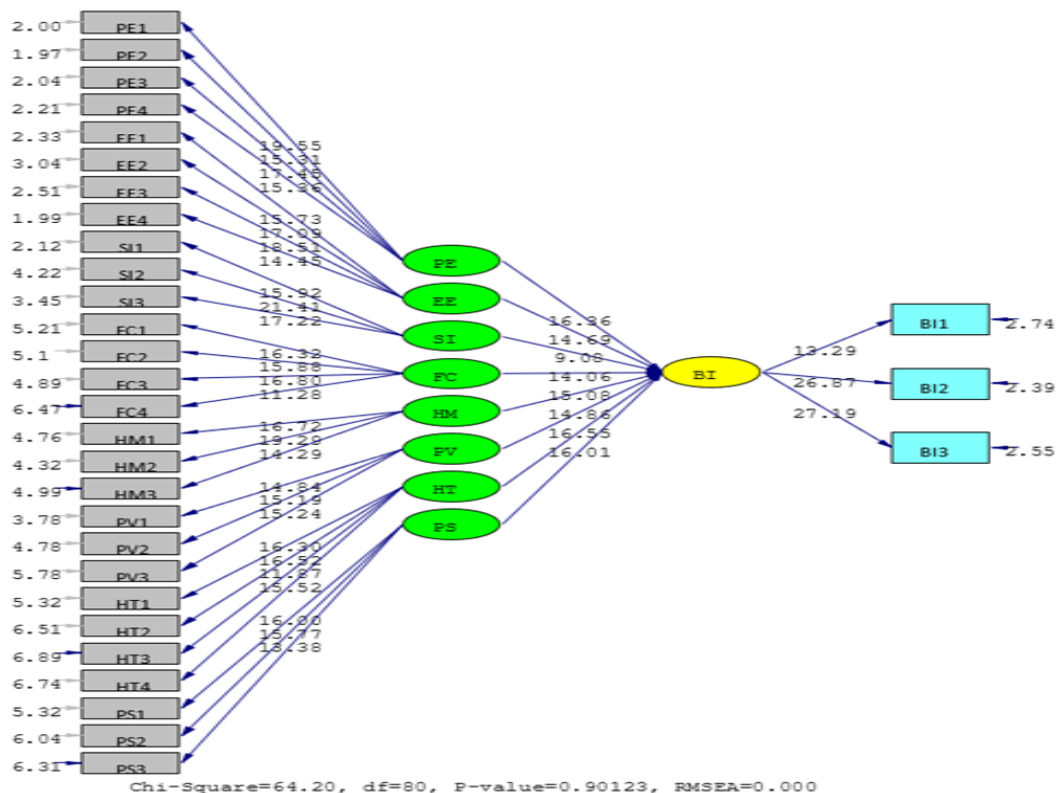 2.00 PE1
1.97 PE2
2.04 PE3
2.21 PE4
2.33 EE1
3.04 EE2
2.51 EE3
1.99 EE4
2.12 SI1
4.22 SI2
3.45 SI3
5.21 FC1
5.1 FC2
4.89 FC3
6.47 FC4
4.76 HM1
4.32 HM2
4.99 HM3
3.78 PV1
4.78 PV2
5.78 PV3
5.32 HT1
6.51 HT2
6.89 HT3
6.74 HT4
5.32 PS1
6.04 PS2
6.31 PS3
19.55
15.31
17.45
15.36
15.73
17.09
18.51
14.45
15.92
21.41
17.22
16.32
15.88
16.80
11.28
16.72
19.29
14.29
14.84
15.19
15.24
16.30
16.52
11.87
15.52
16.00
15.77
13.38
PE
EE
SI
FC
HM
PV
HT
PS
16.36
14.69
9.08
14.06
15.08
14.86
16.55
16.01
BI
13.29
26.87
27.19
BI1 2.74
BI2 2.39
BI3 2.55
Chi-Square=64.20, df=80, P-value=0.90123, RMSEA=0.000